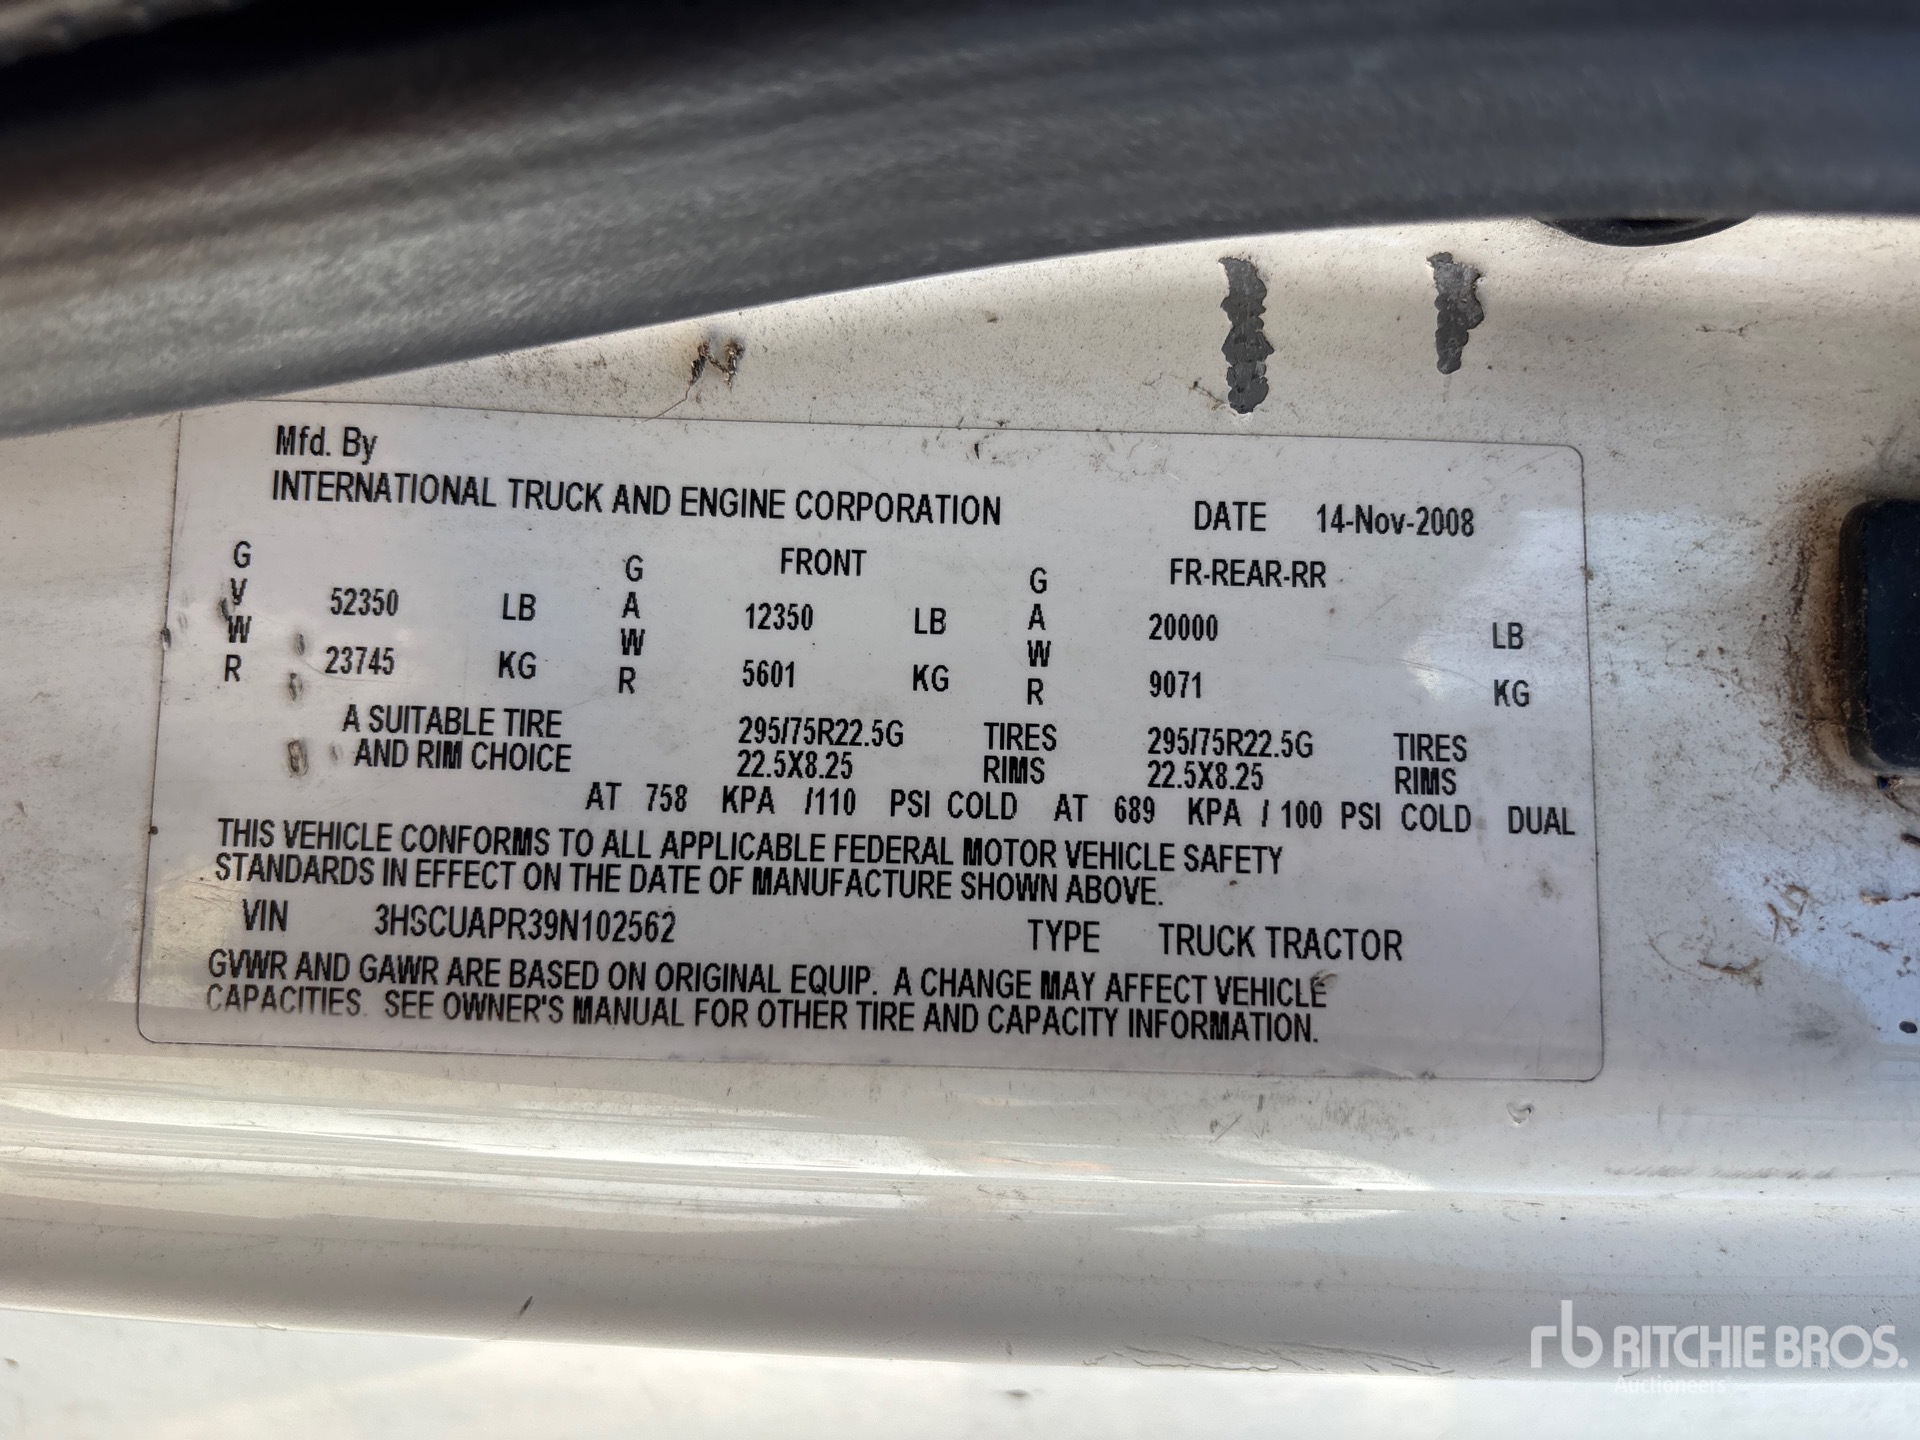 Mfd. By
INTERNATIONAL TRUCK AND ENGINE CORPORATION DATE 14-Nov-2008
GVWR 52350 LB 23745 KG
GAWR FRONT 12350 LB 5601 KG
GAWR FR-REAR-RR 20000 LB 9071 KG
A SUITABLE TIRE 295/75R22.5G TIRES 295/75R22.5G TIRES
AND RIM CHOICE 22.5X8.25 RIMS 22.5X8.25 RIMS
AT 758 KPA /110 PSI COLD AT 689 KPA / 100 PSI COLD DUAL
THIS VEHICLE CONFORMS TO ALL APPLICABLE FEDERAL MOTOR VEHICLE SAFETY
STANDARDS IN EFFECT ON THE DATE OF MANUFACTURE SHOWN ABOVE.
VIN 3HSCUAPR39N102562 TYPE TRUCK TRACTOR
GVWR AND GAWR ARE BASED ON ORIGINAL EQUIP. A CHANGE MAY AFFECT VEHICLE
CAPACITIES. SEE OWNER'S MANUAL FOR OTHER TIRE AND CAPACITY INFORMATION.
rb RITCHIE BROS.
Auctioneers